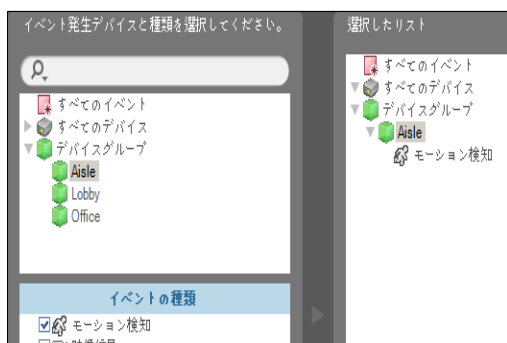 イベント発生デバイスと種類を選択してください。
すべてのイベント
すべてのデバイス
デバイスグループ
Aisle
Lobby
Office
イベントの種類
モーション検知
選択したリスト
すべてのイベント
すべてのデバイス
デバイスグループ
Aisle
モーション検知